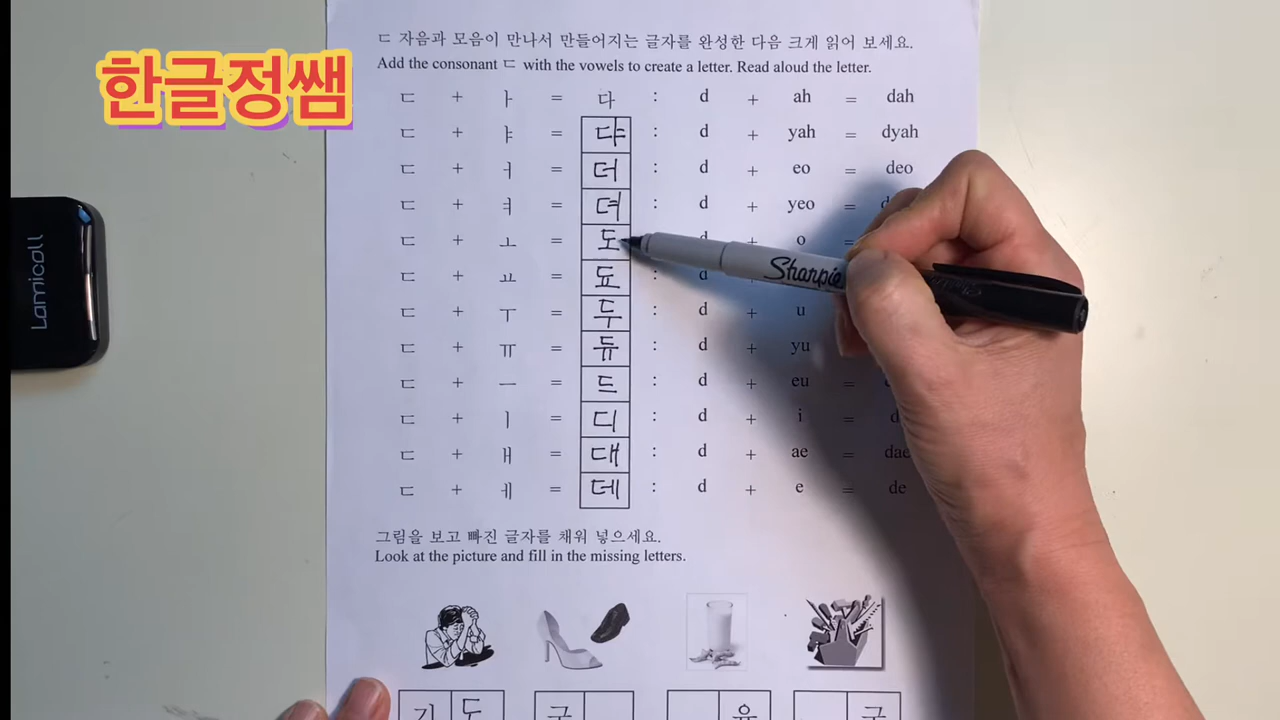 한글정쌤
ㄷ 자음과 모음이 만나서 만들어지는 글자를 완성한 다음 크게 읽어 보세요.
Add the consonant ㄷ with the vowels to create a letter. Read aloud the letter.
ㄷ + ㅏ = 다 : d + ah = dah
ㄷ + ㅑ = 댜 : d + yah = dyah
ㄷ + ㅓ = 더 : d + eo = deo
ㄷ + ㅕ = 뎌 : d + yeo =
ㄷ + ㅗ = 도 : d + o =
ㄷ + ㅛ = 됴 : d
ㄷ + ㅜ = 두 : d + u
ㄷ + ㅠ = 듀 : d + yu
ㄷ + ㅡ = 드 : d + eu =
ㄷ + ㅣ = 디 : d + i =
ㄷ + ㅐ = 대 : d + ae = dae
ㄷ + ㅔ = 데 : d + e = de
그림을 보고 빠진 글자를 채워 넣으세요.
Look at the picture and fill in the missing letters.
기 도 구 우 구
Lamicall
Sharpie